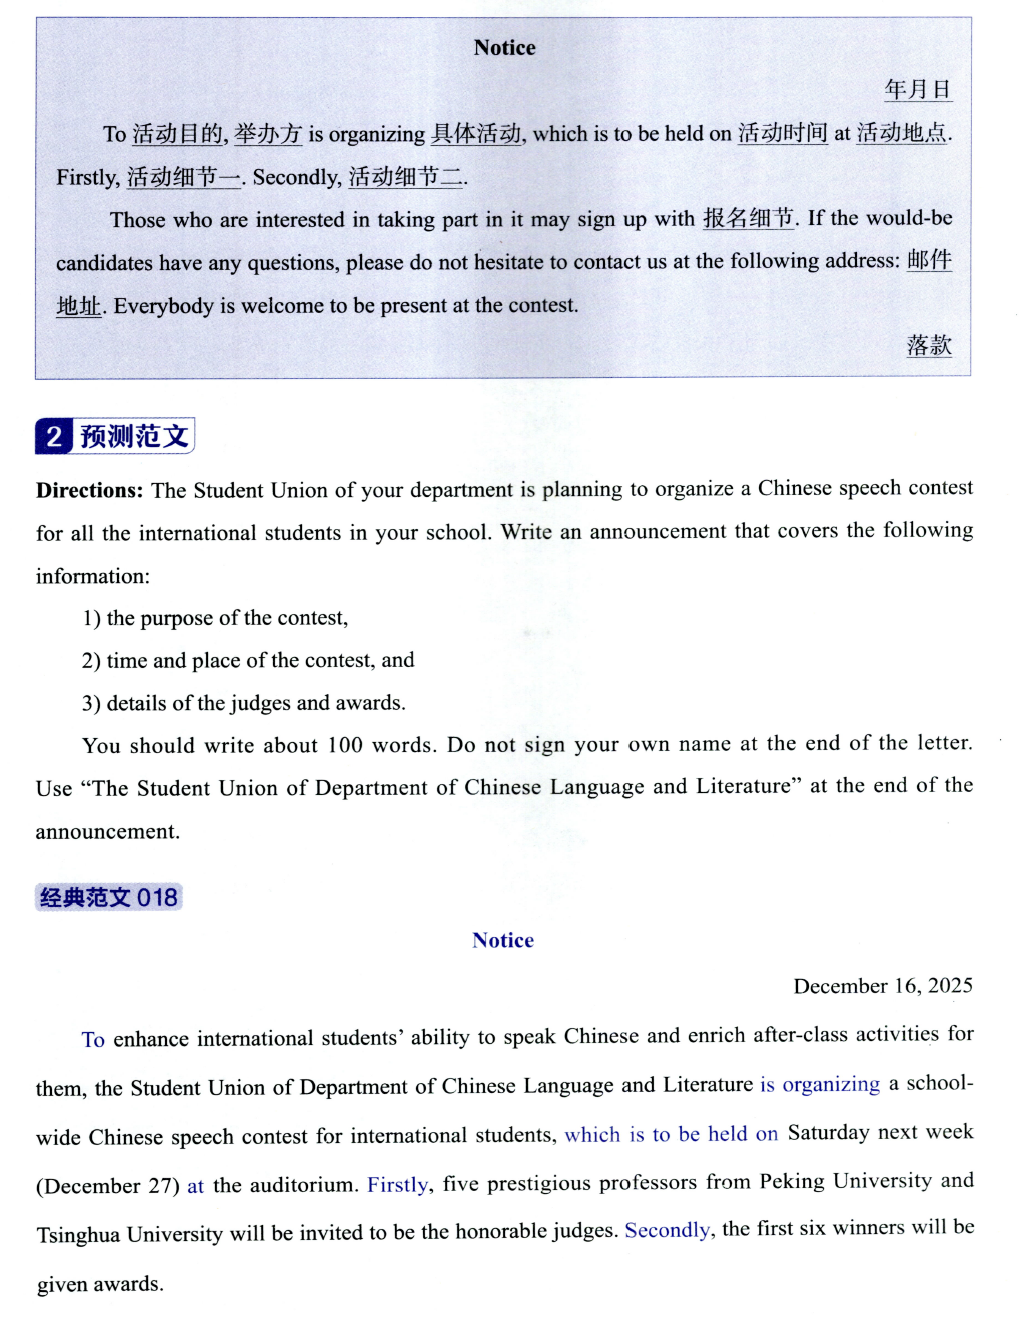 Notice
年月日
To 活动目的, 举办方 is organizing 具体活动, which is to be held on 活动时间 at 活动地点.
Firstly, 活动细节一. Secondly, 活动细节二.
Those who are interested in taking part in it may sign up with 报名细节. If the would-be
candidates have any questions, please do not hesitate to contact us at the following address: 邮件
地址. Everybody is welcome to be present at the contest.
落款
2 预测范文
Directions: The Student Union of your department is planning to organize a Chinese speech contest
for all the international students in your school. Write an announcement that covers the following
information:
1) the purpose of the contest,
2) time and place of the contest, and
3) details of the judges and awards.
You should write about 100 words. Do not sign your own name at the end of the letter.
Use “The Student Union of Department of Chinese Language and Literature” at the end of the
announcement.
经典范文 018
Notice
December 16, 2025
To enhance international students’ ability to speak Chinese and enrich after-class activities for
them, the Student Union of Department of Chinese Language and Literature is organizing a school-
wide Chinese speech contest for international students, which is to be held on Saturday next week
(December 27) at the auditorium. Firstly, five prestigious professors from Peking University and
Tsinghua University will be invited to be the honorable judges. Secondly, the first six winners will be
given awards.